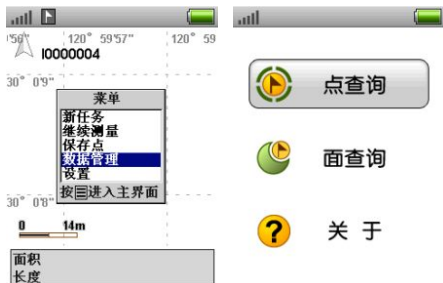 '56"
120° 59'57"
120° 59
I0000004
30° 0'9"
菜单
新任务
继续测量
保存点
数据管理
设置
按进入主界面
30° 0'8"
0 14m
面积
长度
点查询
面查询
关 于